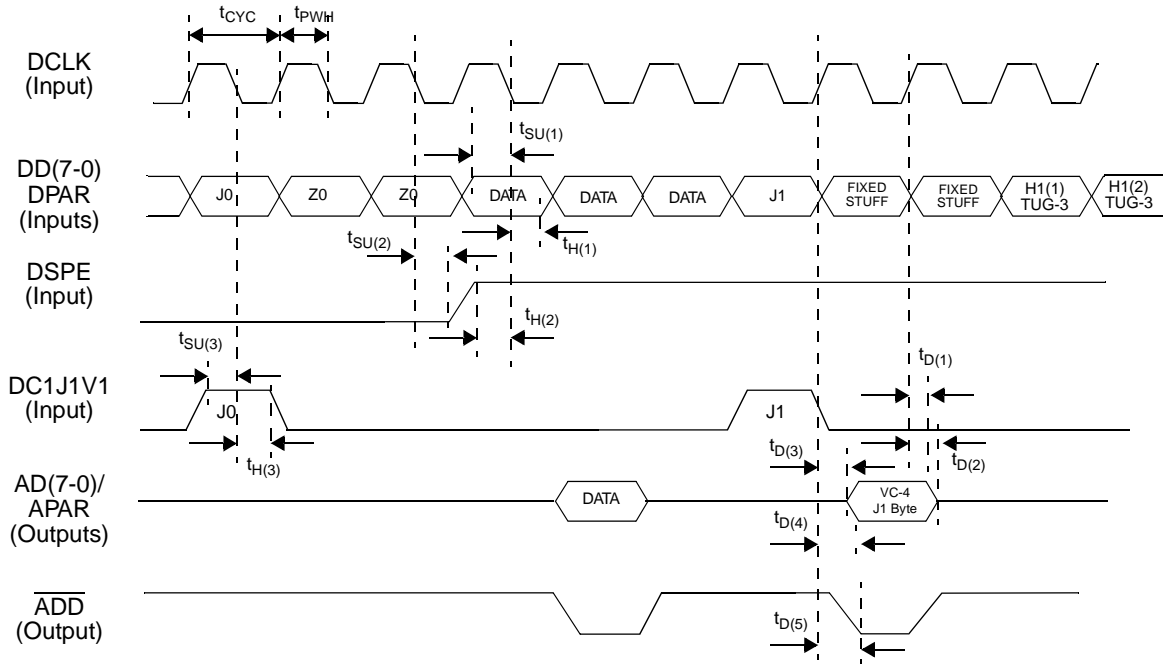 tCYC tPWH
DCLK
(Input)
tSU(1)
DD(7-0)
DPAR
(Inputs)
J0 Z0 Z0 DATA DATA DATA J1 FIXED STUFF FIXED STUFF H1(1) TUG-3 H1(2) TUG-3
tSU(2)
tH(1)
DSPE
(Input)
tH(2)
tSU(3)
tD(1)
DC1J1V1
(Input)
J0 J1
tH(3)
tD(3)
tD(2)
AD(7-0)/
APAR
(Outputs)
DATA VC-4 J1 Byte
tD(4)
ADD
(Output)
tD(5)